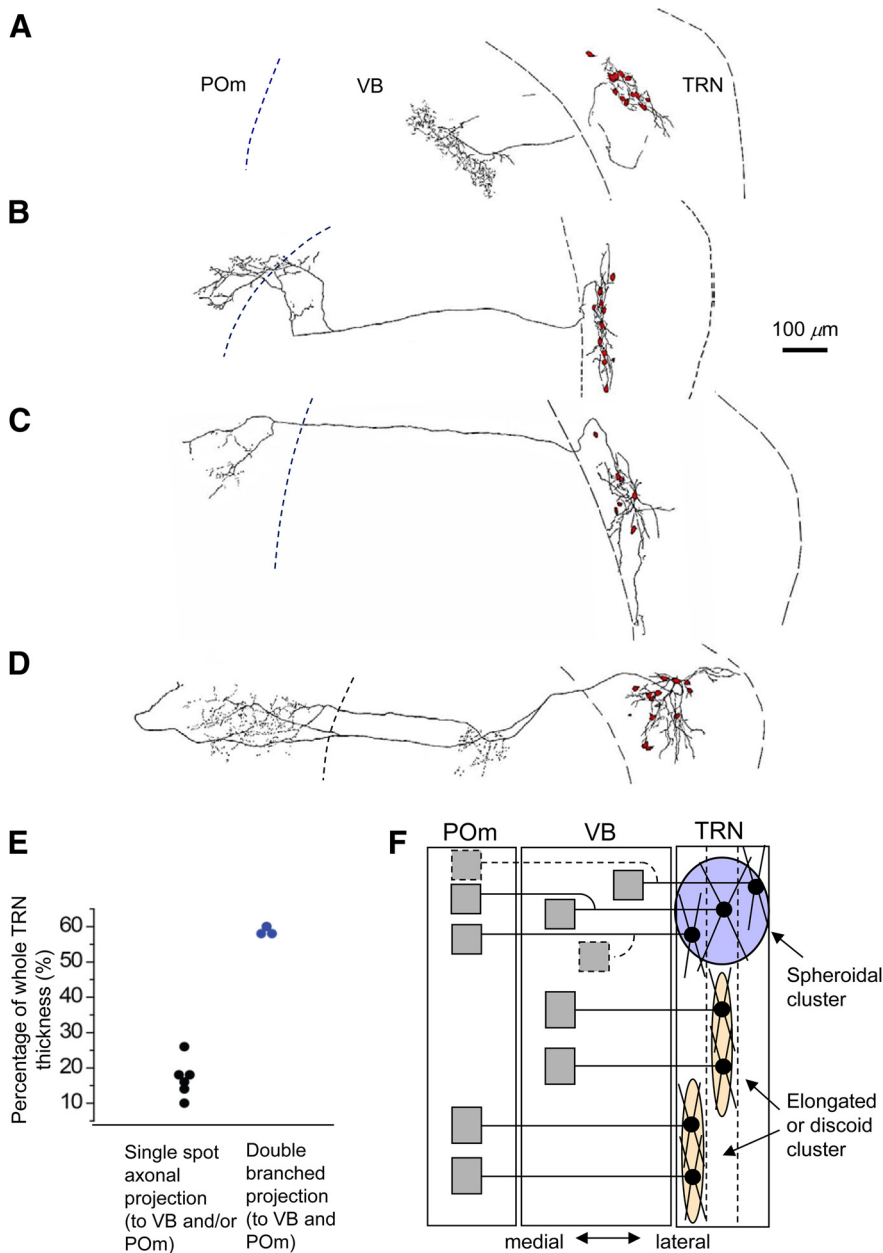 A
POm
VB
TRN
B
100 μm
C
D
E
Percentage of whole TRN
thickness (%)
60
50
40
30
20
10
Single spot
axonal
projection
(to VB and/or
POm)
Double
branched
projection
(to VB and
POm)
F
POm
VB
TRN
Spheroidal
cluster
Elongated
or discoid
cluster
medial
lateral